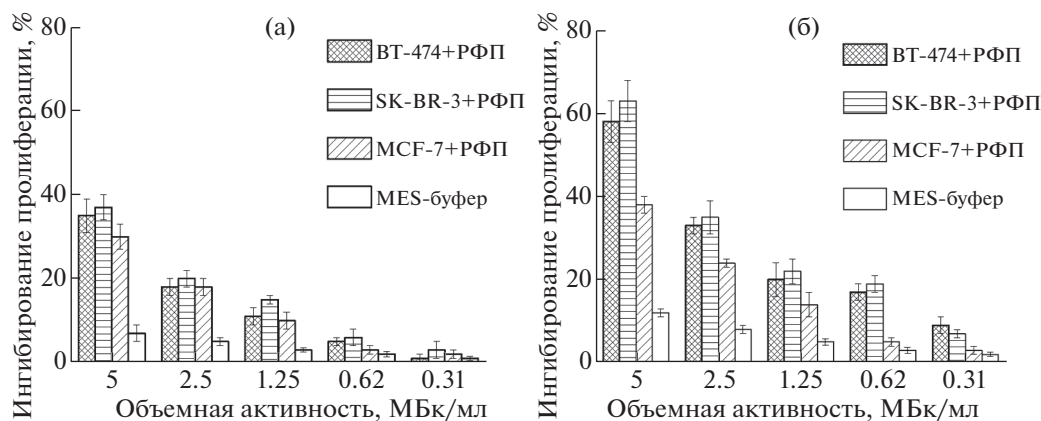 Ингибирование пролиферации, %
80
60
40
20
0
(а)
BT-474+РФП
SK-BR-3+РФП
MCF-7+РФП
MES-буфер
5 2.5 1.25 0.62 0.31
Объемная активность, МБк/мл
Ингибирование пролиферации, %
80
60
40
20
0
(б)
BT-474+РФП
SK-BR-3+РФП
MCF-7+РФП
MES-буфер
5 2.5 1.25 0.62 0.31
Объемная активность, МБк/мл